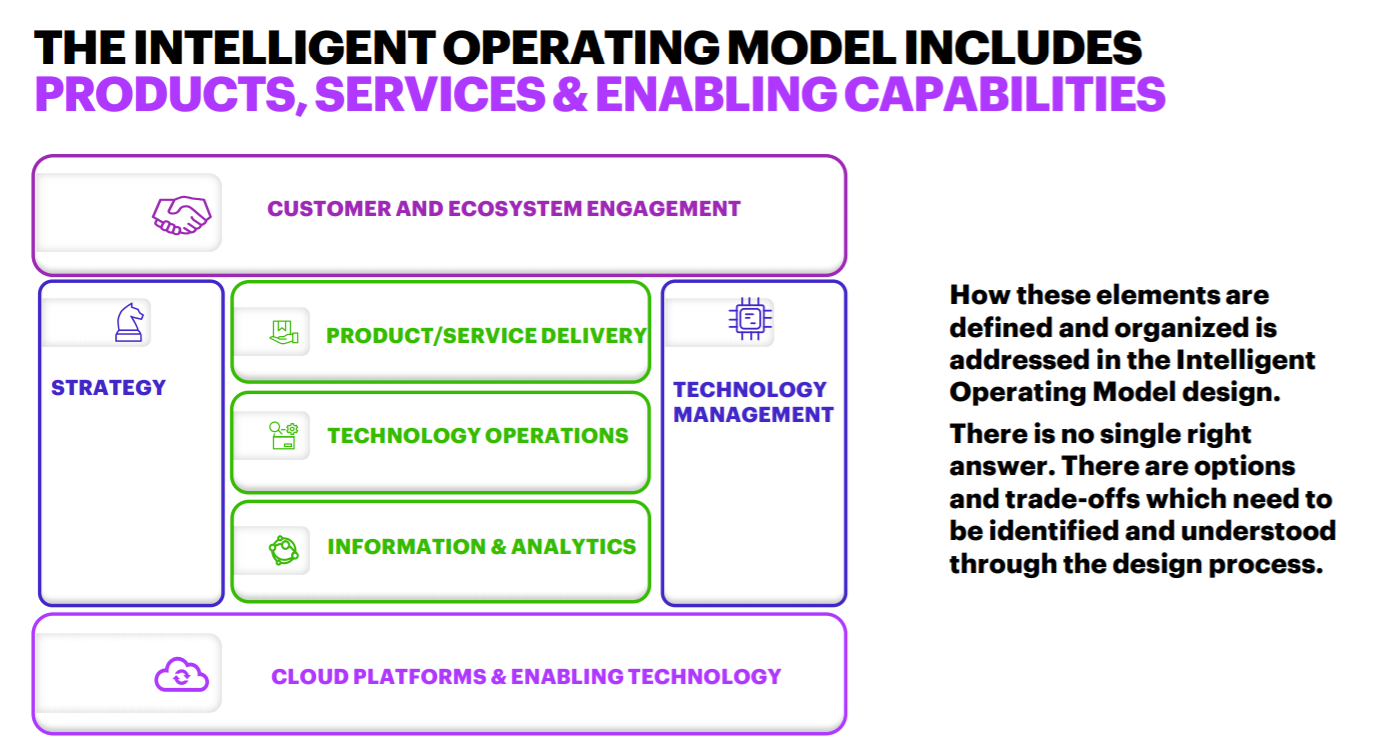 THE INTELLIGENT OPERATING MODEL INCLUDES
PRODUCTS, SERVICES & ENABLING CAPABILITIES
CUSTOMER AND ECOSYSTEM ENGAGEMENT
STRATEGY
PRODUCT/SERVICE DELIVERY
TECHNOLOGY OPERATIONS
INFORMATION & ANALYTICS
TECHNOLOGY
MANAGEMENT
CLOUD PLATFORMS & ENABLING TECHNOLOGY
How these elements are
defined and organized is
addressed in the Intelligent
Operating Model design.
There is no single right
answer. There are options
and trade-offs which need to
be identified and understood
through the design process.